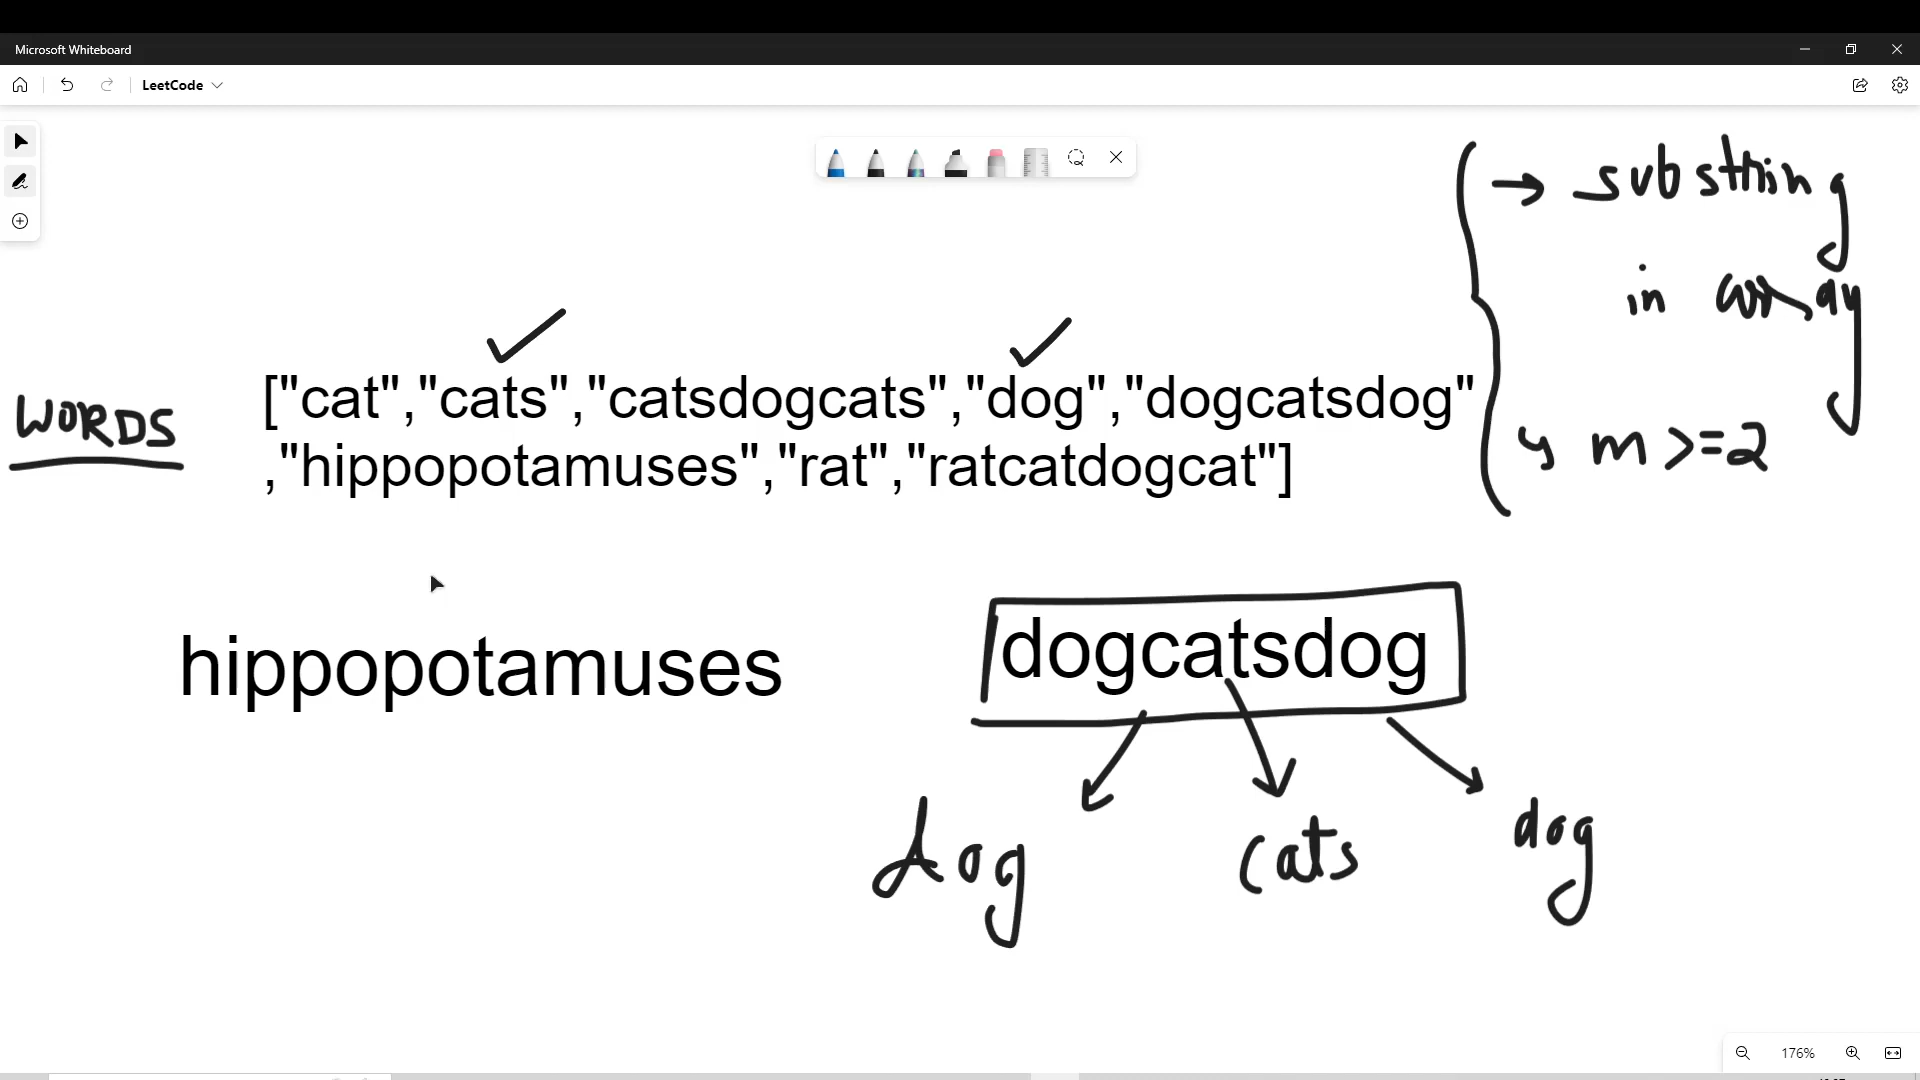 Microsoft Whiteboard
LeetCode
→ substring
in array
WORDS
["cat","cats","catsdogcats","dog","dogcatsdog"
,"hippopotamuses","rat","ratcatdogcat"]
m >=2
hippopotamuses
dogcatsdog
dog
cats
dog
176%